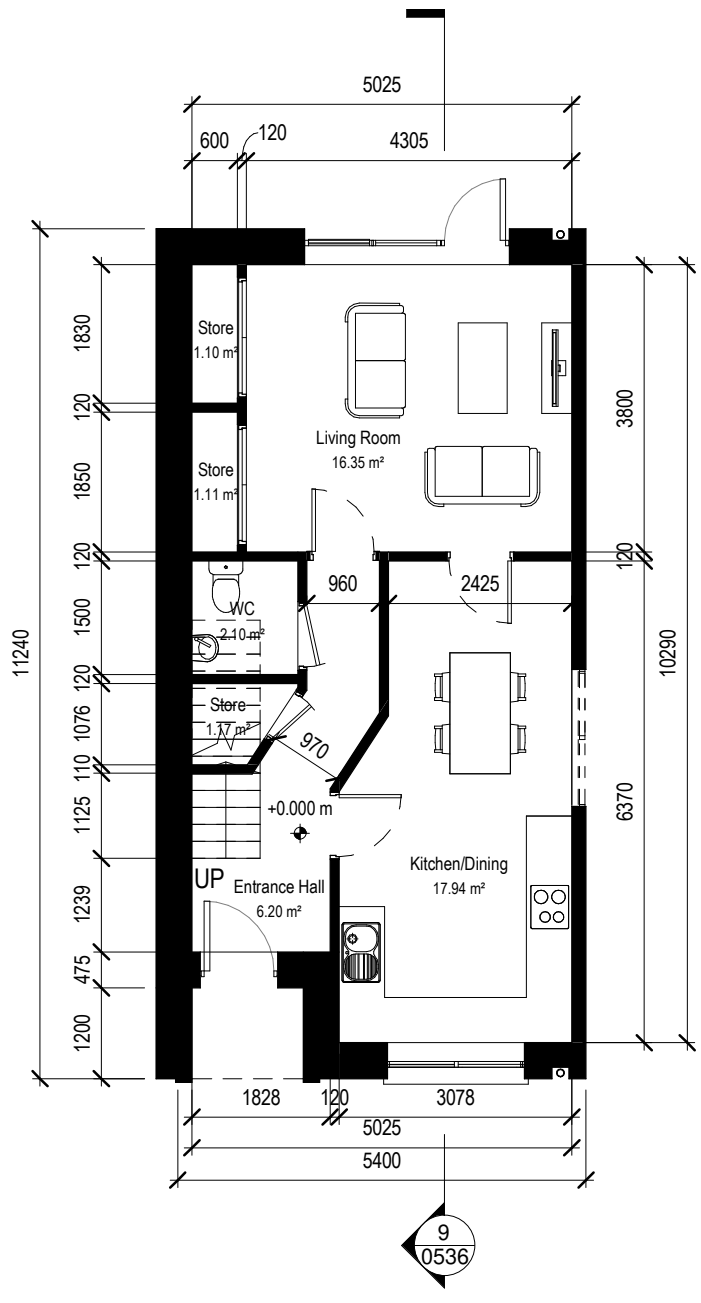 5025
600
120
4305
Store
1.10 m²
1830
120
3800
Living Room
16.35 m²
Store
1.11 m²
1850
120
120
960
2425
WC
2.10 m²
1500
11240
10290
120
Store
1.17 m²
1076
970
110
+0.000 m
1125
6370
Kitchen/Dining
17.94 m²
UP
Entrance Hall
6.20 m²
1239
475
1200
1828
120
3078
5025
5400
9
0536